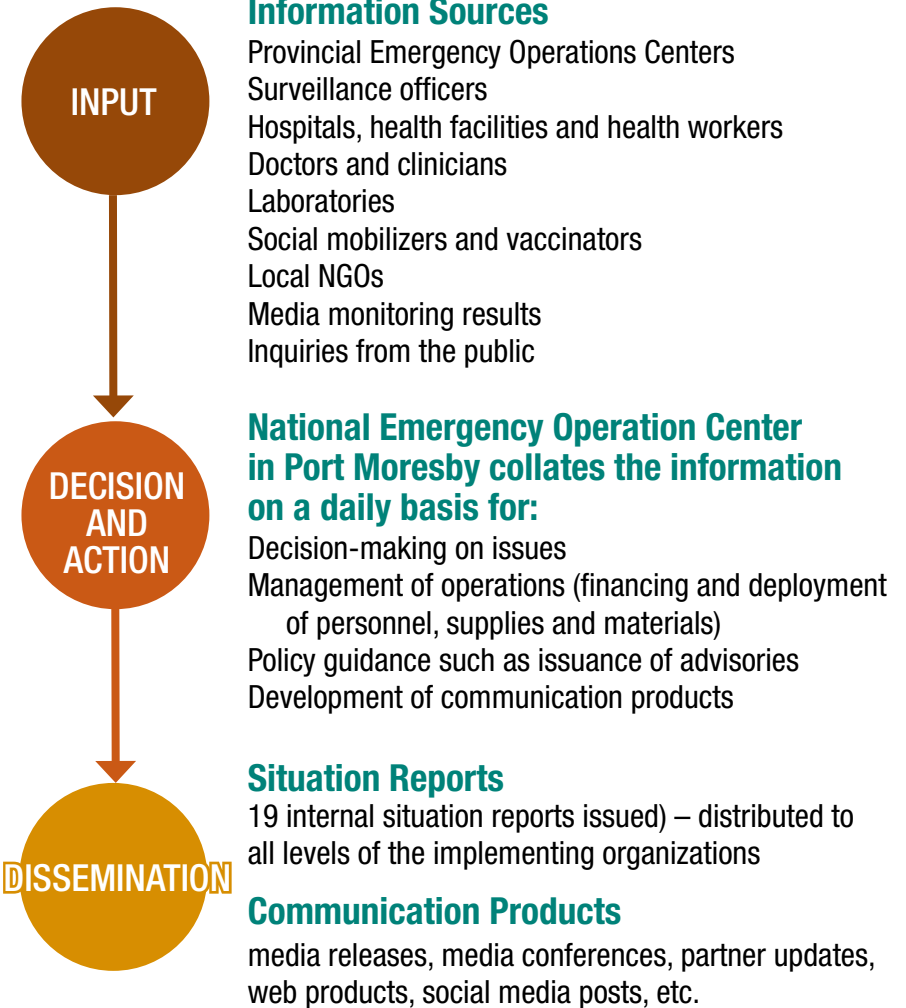 Information Sources
INPUT
Provincial Emergency Operations Centers
Surveillance officers
Hospitals, health facilities and health workers
Doctors and clinicians
Laboratories
Social mobilizers and vaccinators
Local NGOs
Media monitoring results
Inquiries from the public
DECISION
AND
ACTION
National Emergency Operation Center
in Port Moresby collates the information
on a daily basis for:
Decision-making on issues
Management of operations (financing and deployment
of personnel, supplies and materials)
Policy guidance such as issuance of advisories
Development of communication products
DISSEMINATION
Situation Reports
19 internal situation reports issued) – distributed to
all levels of the implementing organizations
Communication Products
media releases, media conferences, partner updates,
web products, social media posts, etc.